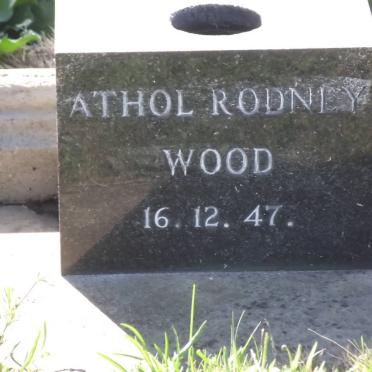 ATHOL RODNEY
WOOD
16. 12. 47.